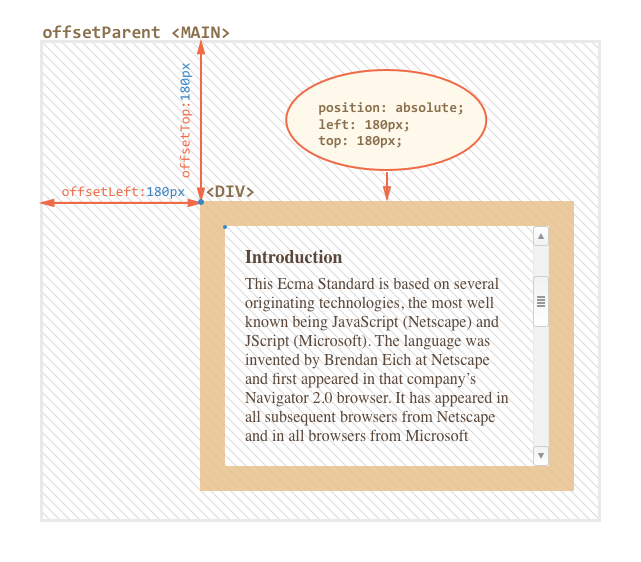 offsetParent <MAIN>
offsetTop:180px
position: absolute;
left: 180px;
top: 180px;
offsetLeft:180px
<DIV>
Introduction
This Ecma Standard is based on several
originating technologies, the most well
known being JavaScript (Netscape) and
JScript (Microsoft). The language was
invented by Brendan Eich at Netscape
and first appeared in that company’s
Navigator 2.0 browser. It has appeared in
all subsequent browsers from Netscape
and in all browsers from Microsoft